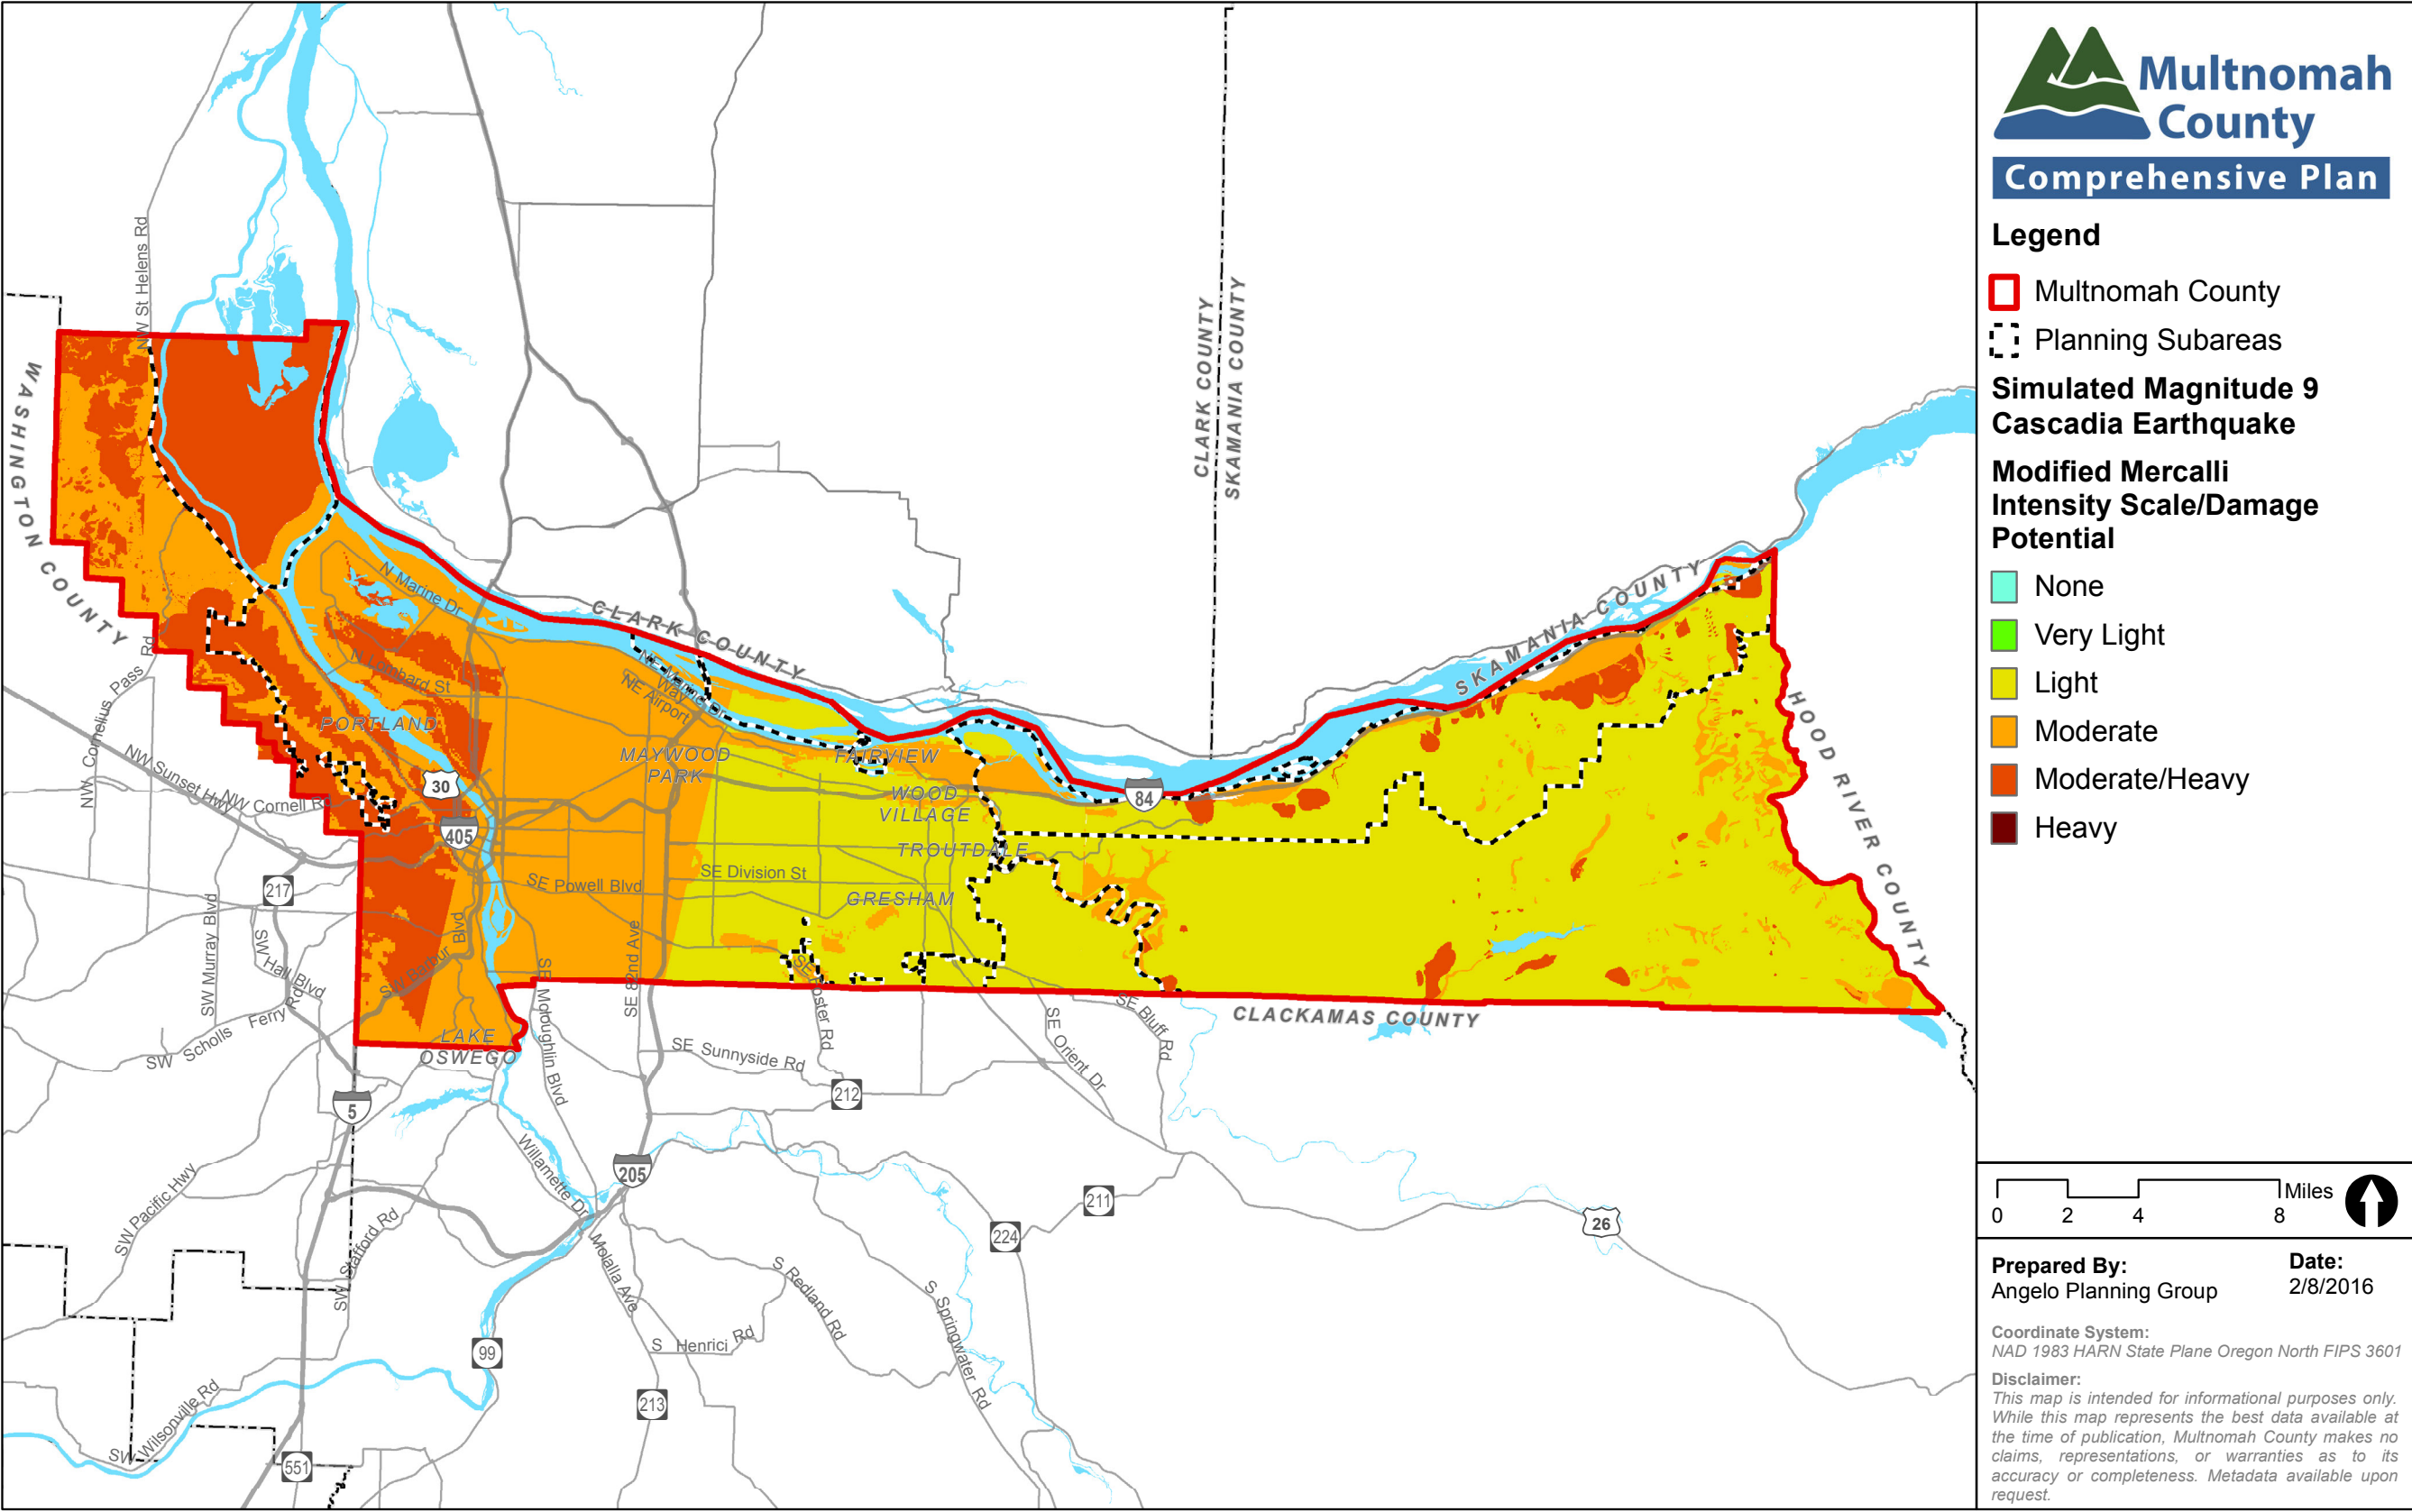 Multnomah
County
Comprehensive Plan
Legend
Multnomah County
Planning Subareas
Simulated Magnitude 9
Cascadia Earthquake
Modified Mercalli
Intensity Scale/Damage
Potential
None
Very Light
Light
Moderate
Moderate/Heavy
Heavy
Miles
0 2 4 8
Prepared By:
Angelo Planning Group
Date:
2/8/2016
Coordinate System:
NAD 1983 HARN State Plane Oregon North FIPS 3601
Disclaimer:
This map is intended for informational purposes only.
While this map represents the best data available at
the time of publication, Multnomah County makes no
claims, representations, or warranties as to its
accuracy or completeness. Metadata available upon
request.
NW St Helens Rd
WASHINGTON COUNTY
CLARK COUNTY
SKAMANIA COUNTY
CLARK COUNTY
SKAMANIA COUNTY
HOOD RIVER COUNTY
CLACKAMAS COUNTY
N Marine Dr
N Lombard St
NE Marine Dr
NE Airport Way
PORTLAND
MAYWOOD
PARK
FAIRVIEW
WOOD
VILLAGE
TROUTDALE
GRESHAM
LAKE
OSWEGO
NW Cornelius Pass Rd
NW Sunset Hwy
NW Cornell Rd
30
405
84
217
SE Powell Blvd
SE Division St
SE 82nd Ave
SW Murray Blvd
SW Hall Blvd
SW Barbur Blvd
SW Scholls Ferry Rd
SE Mcloughlin Blvd
SE Foster Rd
SE Sunnyside Rd
SE Orient Dr
SE Bluff Rd
212
5
205
211
224
26
SW Pacific Hwy
SW Stafford Rd
Willamette Dr
Molalla Ave
S Redland Rd
S Springwater Rd
S Henrici Rd
99
213
SW Wilsonville Rd
551